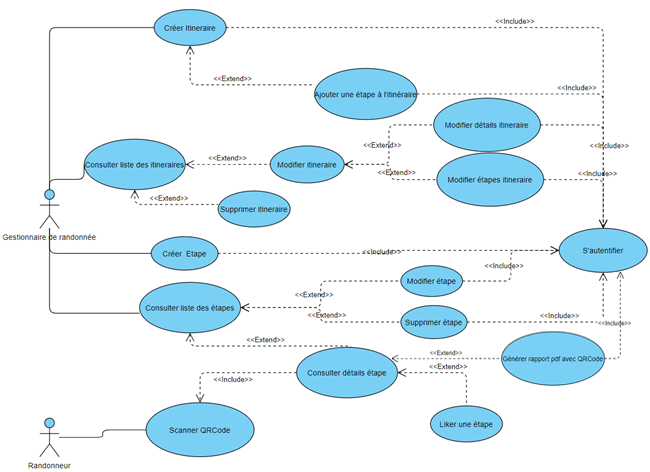 Créer Itineraire
<<Include>>
<<Extend>>
Ajouter une étape à l'itinéraire
<<Include>>
Modifier détails itineraire
<<Extend>>
<<Include>>
Consulter liste des itineraires
<<Extend>>
Modifier itineraire
<<Extend>>
<<Include>>
Modifier étapes itineraire
<<Extend>>
Supprimer itineraire
Gestionnaire de randonnée
Créer Etape
<<Include>>
S'autentifier
<<Include>>
Modifier étape
<<Extend>>
Consulter liste des étapes
<<Extend>>
Supprimer étape
<<Include>>
<<Include>>
<<Extend>>
<<Extend>>
Générer rapport pdf avec QRCode
<<Extend>>
Consulter détails étape
<<Include>>
Liker une étape
Scanner QRCode
Randonneur